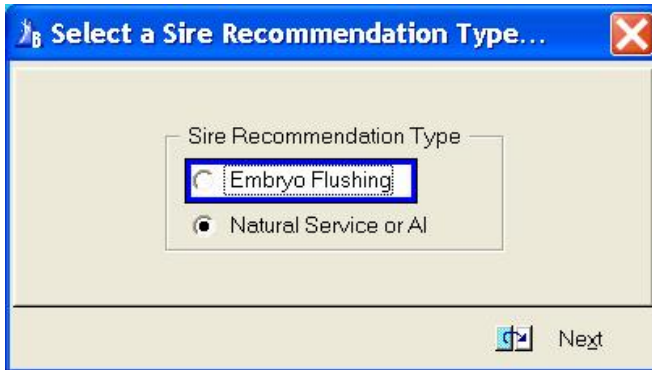 B Select a Sire Recommendation Type...
Sire Recommendation Type
Embryo Flushing
Natural Service or AI
Next